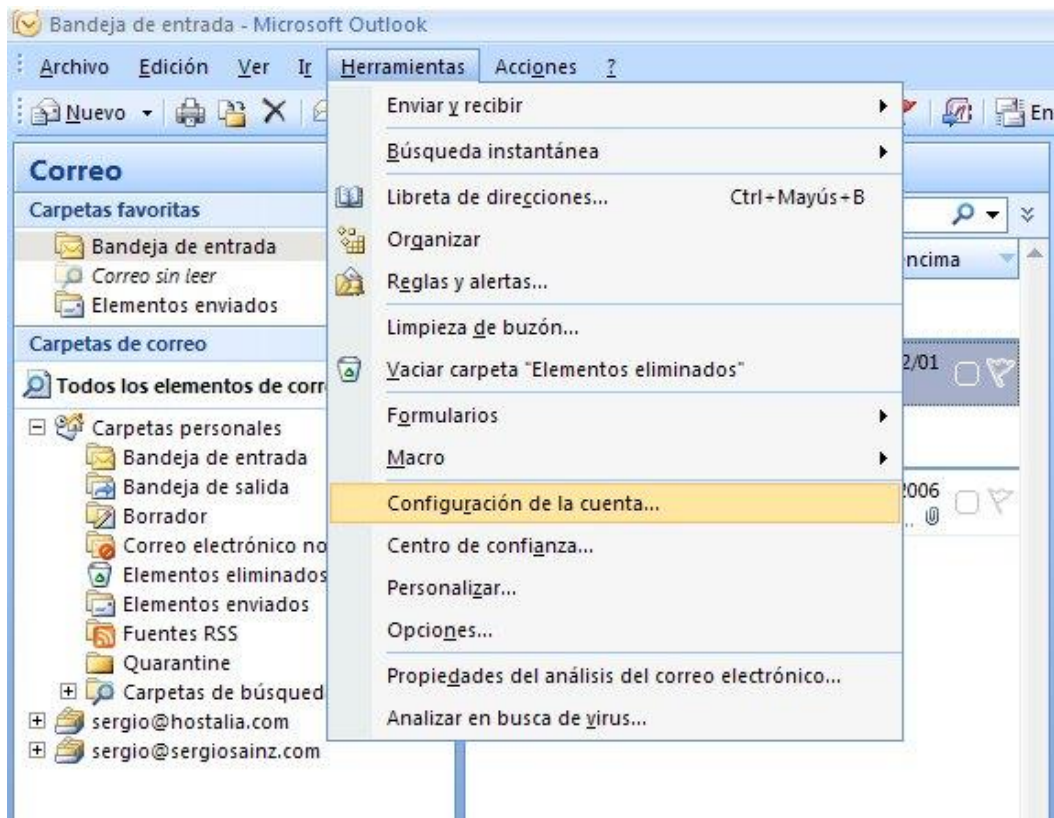 Bandeja de entrada - Microsoft Outlook
Archivo Edición Ver Ir Herramientas Acciones ?
Nuevo
En
Correo
Carpetas favoritas
Bandeja de entrada
Correo sin leer
Elementos enviados
Carpetas de correo
Todos los elementos de corr
Carpetas personales
Bandeja de entrada
Bandeja de salida
Borrador
Correo electrónico no
Elementos eliminados
Elementos enviados
Fuentes RSS
Quarantine
Carpetas de búsqued
sergio@hostalia.com
sergio@sergiosainz.com
Enviar y recibir
Búsqueda instantánea
Libreta de direcciones... Ctrl+Mayús+B
Organizar
Reglas y alertas...
Limpieza de buzón...
Vaciar carpeta "Elementos eliminados"
Formularios
Macro
Configuración de la cuenta...
Centro de confianza...
Personalizar...
Opciones...
Propiedades del análisis del correo electrónico...
Analizar en busca de virus...
ncima
2/01
2006